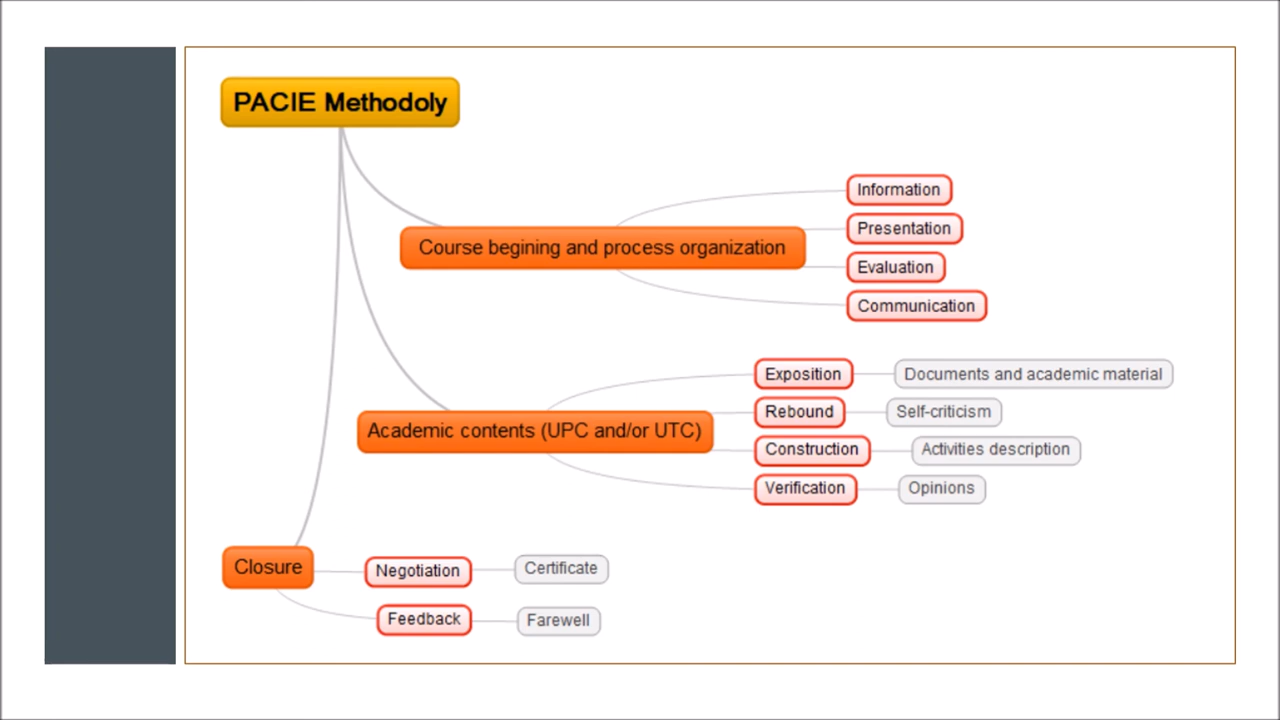 PACIE Methodoly
Course begining and process organization
Information
Presentation
Evaluation
Communication
Academic contents (UPC and/or UTC)
Exposition
Documents and academic material
Rebound
Self-criticism
Construction
Activities description
Verification
Opinions
Closure
Negotiation
Certificate
Feedback
Farewell